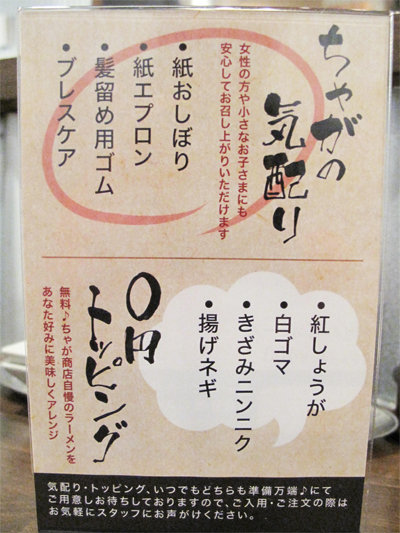 ちゃがの
気配り
女性の方や小さなお子さまにも
安心してお召し上がりいただけます
• 紙おしぼり
• 紙エプロン
• 髪留め用ゴム
• ブレスケア
• 紅しょうが
• 白ゴマ
• きざみニンニク
• 揚げネギ
0円
トッピング
無料♪ちゃが商店自慢のラーメンを
あなた好みに美味しくアレンジ
気配り・トッピング、いつもどちらも準備万端♪にて
ご用意しお待ちしておりますので、ご入用・ご注文の際は
お気軽にスタッフにお声がけください。